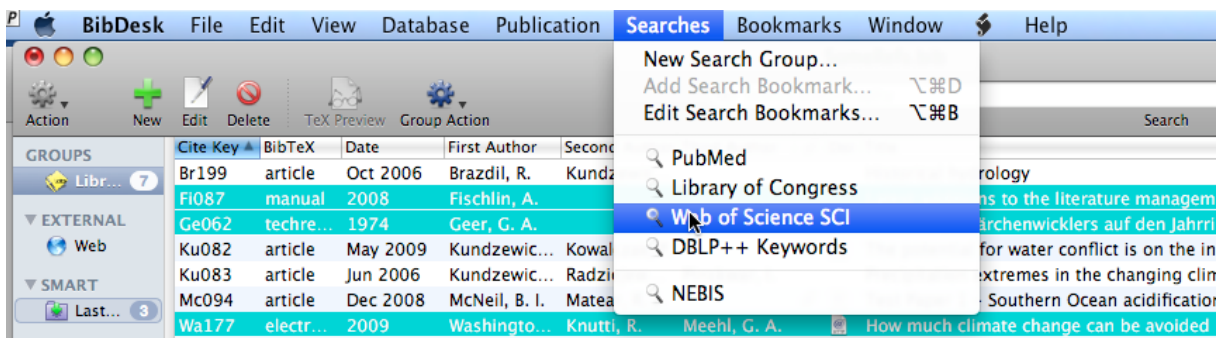 P BibDesk File Edit View Database Publication Searches Bookmarks Window Help
New Search Group...
Add Search Bookmark... ⌥⌘D
Edit Search Bookmarks... ⌥⌘B
PubMed
Library of Congress
Web of Science SCI
DBLP++ Keywords
NEBIS
Action New Edit Delete TeX Preview Group Action Search
GROUPS
Libr... 7
EXTERNAL
Web
SMART
Last... 3
Cite Key BibTeX Date First Author Second
Br199 article Oct 2006 Brazdil, R. Kundz rology
Fi087 manual 2008 Fischlin, A. ns to the literature managem
Ge062 techre... 1974 Geer, G. A. ärchenwicklers auf den Jahrri
Ku082 article May 2009 Kundzewic... Kowal for water conflict is on the in
Ku083 article Jun 2006 Kundzewic... Radzi extremes in the changing clim
Mc094 article Dec 2008 McNeil, B. I. Matea - Southern Ocean acidification
Wa177 electr... 2009 Washingto... Knutti, R. Meehl, G. A. How much climate change can be avoided